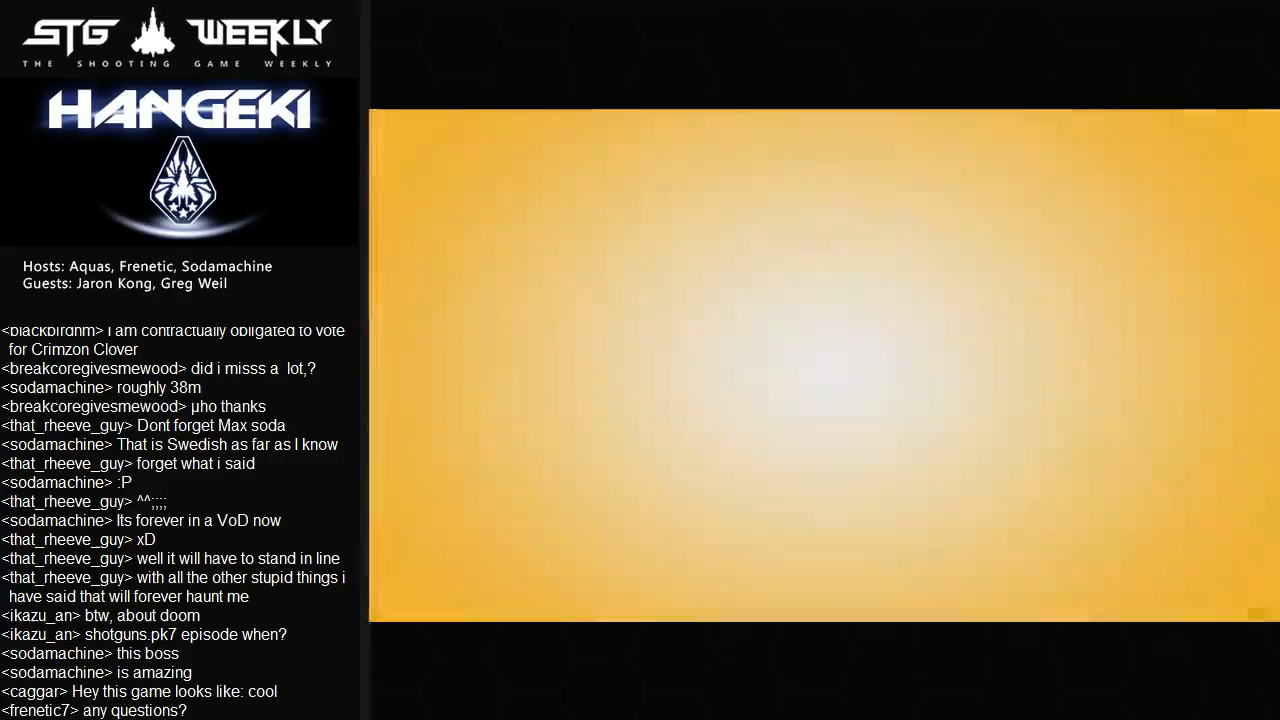 STG WEEKLY
THE SHOOTING GAME WEEKLY
HANGEKI
Hosts: Aquas, Frenetic, Sodamachine
Guests: Jaron Kong, Greg Weil
<blackbirdnm> I am contractually obligated to vote
for Crimzon Clover
<breakcoregivesmewood> did i misss a lot,?
<sodamachine> roughly 38m
<breakcoregivesmewood> µho thanks
<that_rheeve_guy> Dont forget Max soda
<sodamachine> That is Swedish as far as I know
<that_rheeve_guy> forget what i said
<sodamachine> :P
<that_rheeve_guy> ^^;;;;
<sodamachine> Its forever in a VoD now
<that_rheeve_guy> xD
<that_rheeve_guy> well it will have to stand in line
<that_rheeve_guy> with all the other stupid things i
have said that will forever haunt me
<ikazu_an> btw, about doom
<ikazu_an> shotguns.pk7 episode when?
<sodamachine> this boss
<sodamachine> is amazing
<caggar> Hey this game looks like: cool
<frenetic7> any questions?